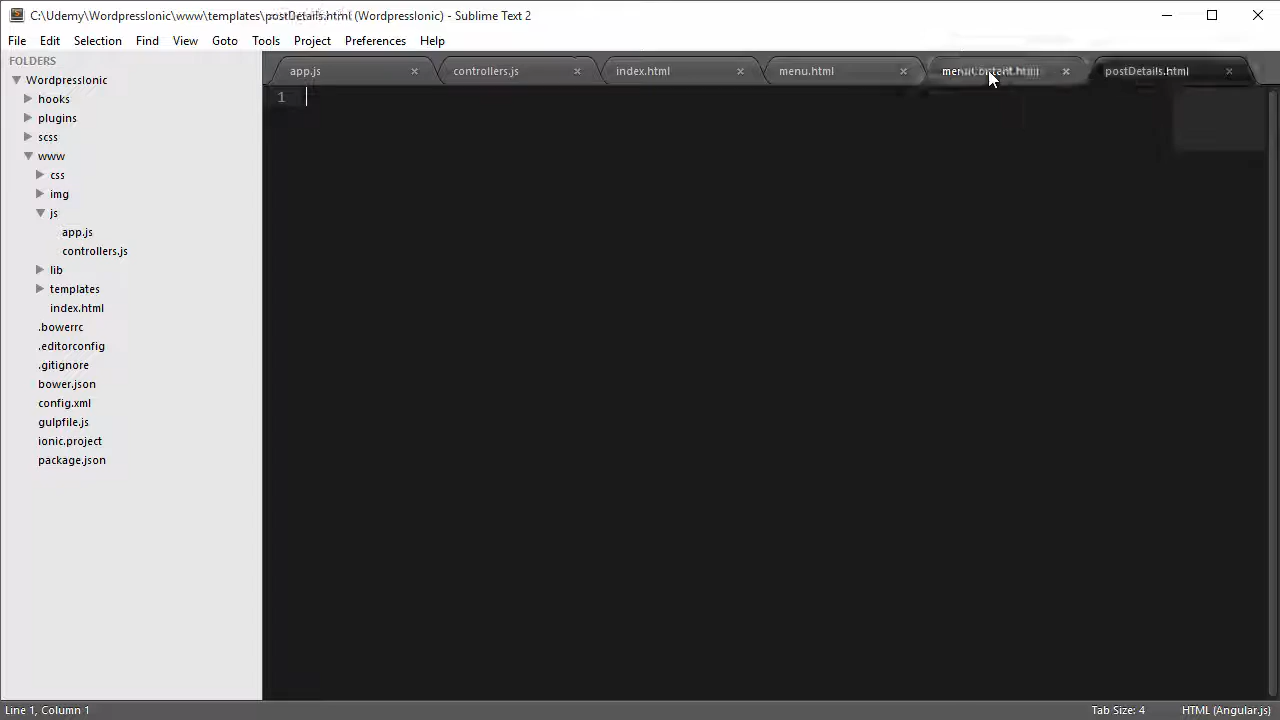 C:\Udemy\WordpressIonic\www\templates\postDetails.html (WordpressIonic) - Sublime Text 2
File Edit Selection Find View Goto Tools Project Preferences Help
FOLDERS
WordpressIonic
hooks
plugins
scss
www
css
img
js
app.js
controllers.js
lib
templates
index.html
.bowerrc
.editorconfig
.gitignore
bower.json
config.xml
gulpfile.js
ionic.project
package.json
app.js controllers.js index.html menu.html menuContent.html postDetails.html
1
Line 1, Column 1 Tab Size: 4 HTML (Angular.js)